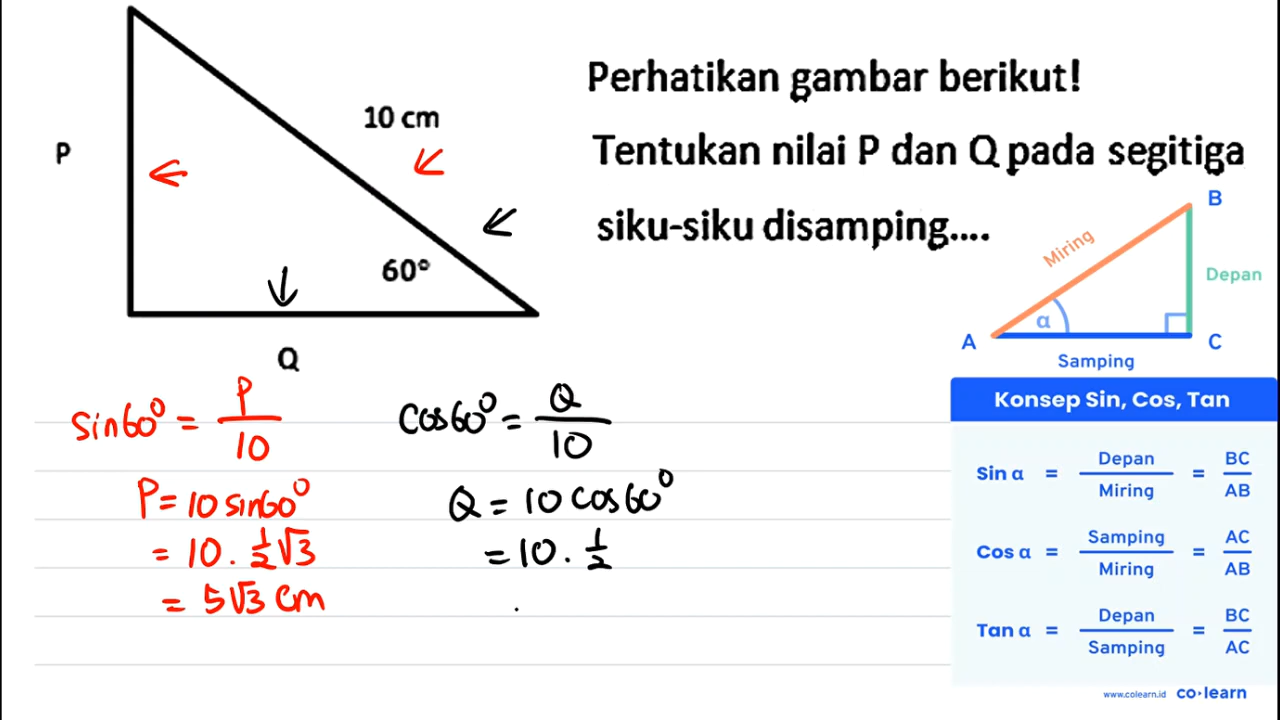 Perhatikan gambar berikut!
Tentukan nilai P dan Q pada segitiga
siku-siku disamping....
P
10 cm
60°
Q
B
Miring
Depan
α
A
C
Samping
sin 60° = P/10
P = 10 sin 60°
= 10 . 1/2 √3
= 5√3 cm
cos 60° = Q/10
Q = 10 cos 60°
= 10 . 1/2
Konsep Sin, Cos, Tan
Sin α = Depan/Miring = BC/AB
Cos α = Samping/Miring = AC/AB
Tan α = Depan/Samping = BC/AC
www.colearn.id co·learn